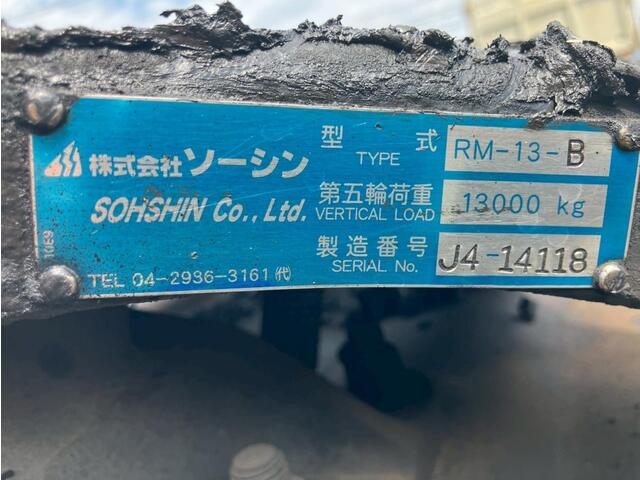 株式会社 ソーシン
SOHSHIN Co., Ltd.
TEL 04-2936-3161 (代)
型 式 RM-13-B
TYPE
第五輪荷重 13000 kg
VERTICAL LOAD
製造番号 J4-14118
SERIAL No.